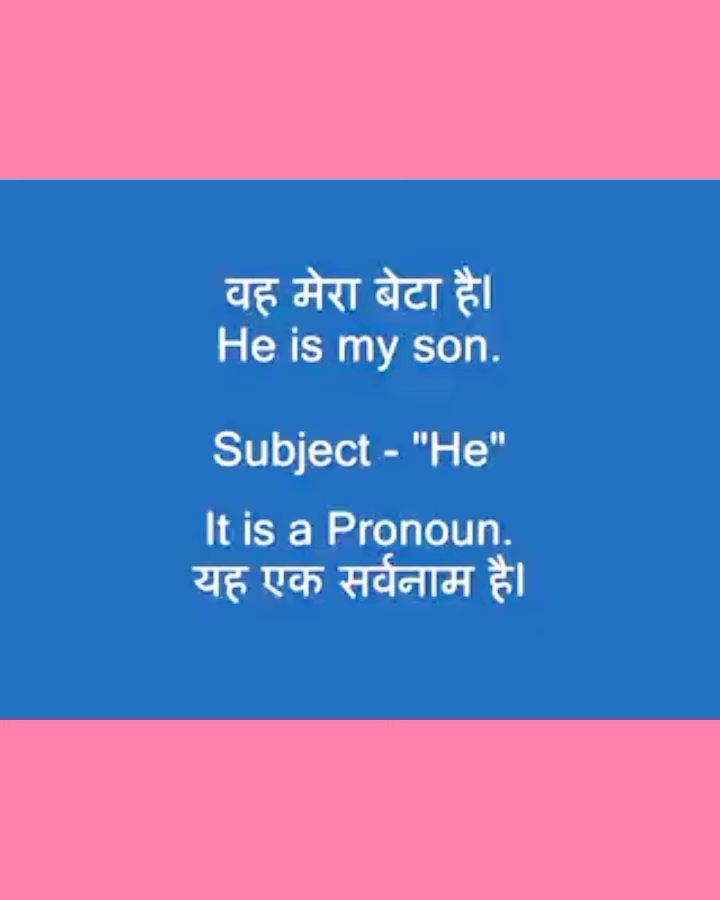 वह मेरा बेटा है।
He is my son.
Subject - "He"
It is a Pronoun.
यह एक सर्वनाम है।